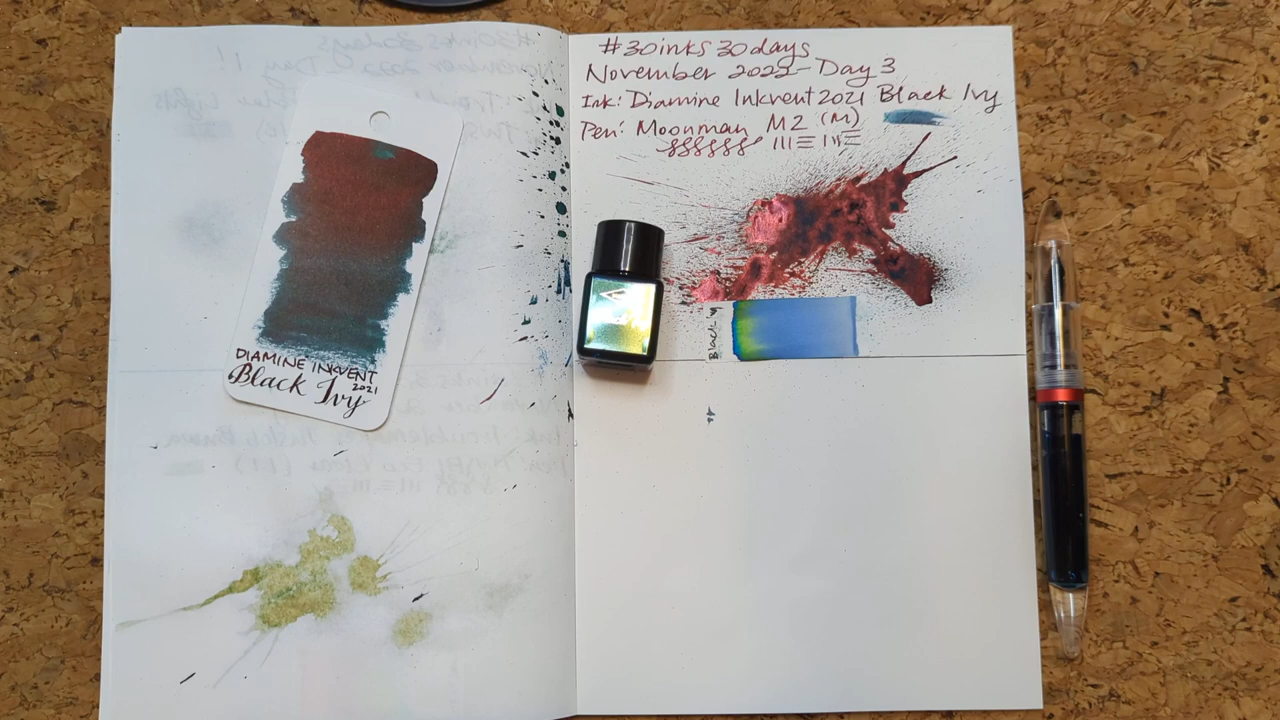 #30inks30days
November 2022 - Day 3
Ink: Diamine Inkvent 2021 Black Ivy
Pen: Moonman M2 (M)
DIAMINE INKVENT
2021
Black Ivy
Black